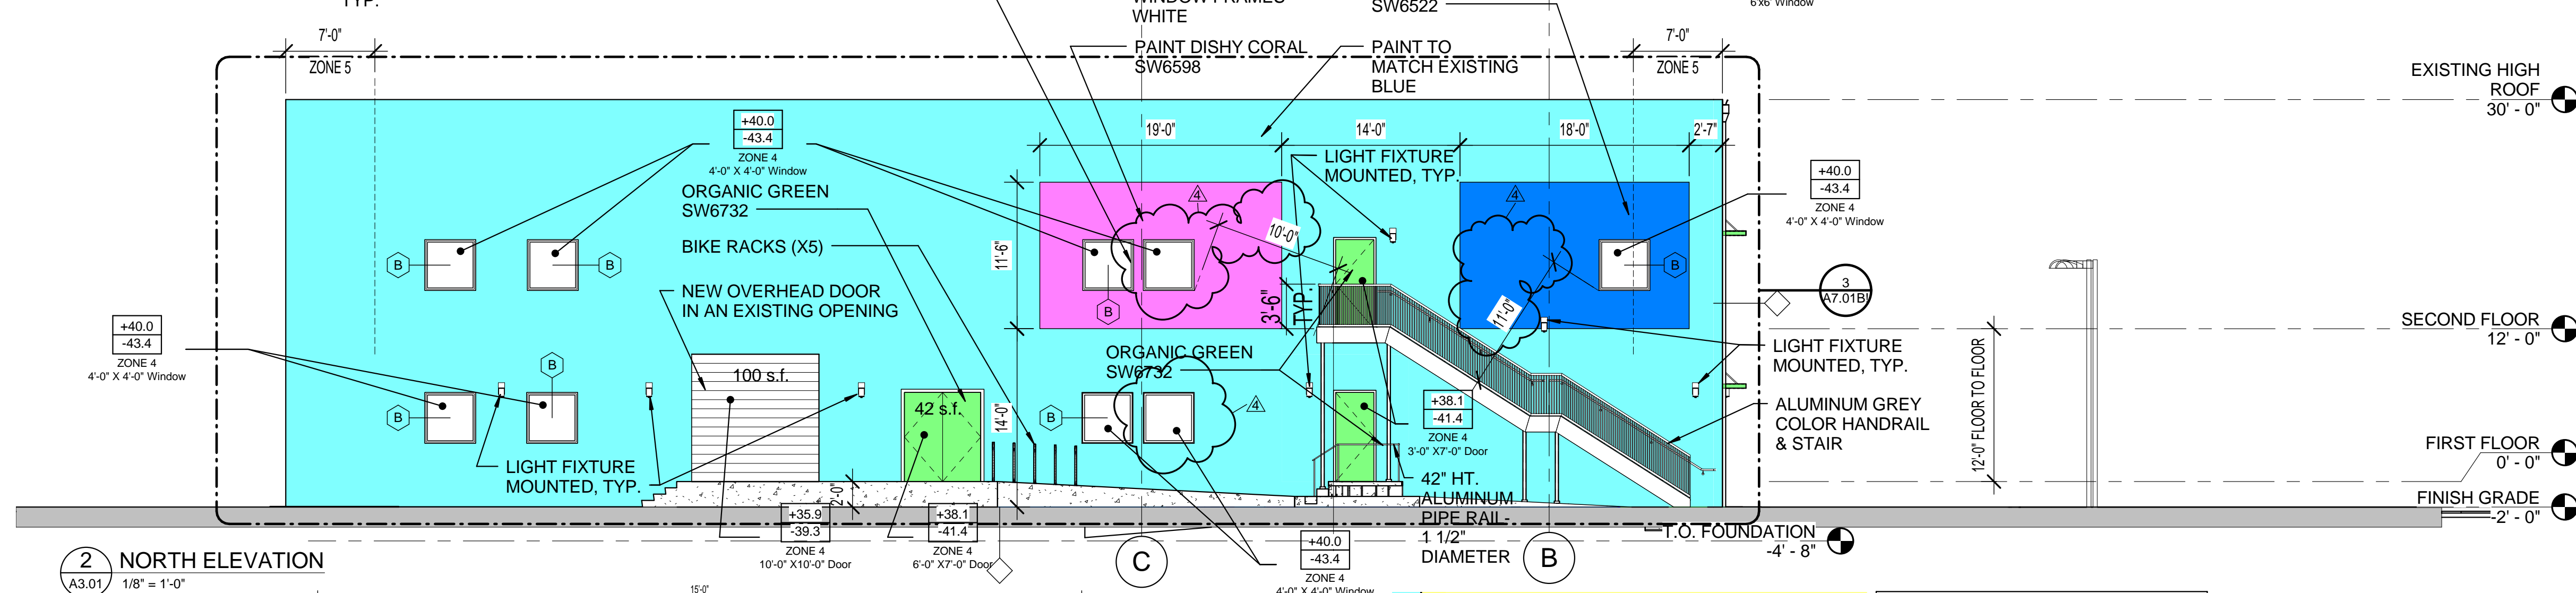 TYP.
WINDOW FRAMES
WHITE
SW6522
6'x6' Window
7'-0"
ZONE 5
PAINT DISHY CORAL
SW6598
PAINT TO
MATCH EXISTING
BLUE
7'-0"
ZONE 5
EXISTING HIGH
ROOF
30' - 0"
+40.0
-43.4
ZONE 4
4'-0" X 4'-0" Window
19'-0"
14'-0"
18'-0"
2'-7"
LIGHT FIXTURE
MOUNTED, TYP.
+40.0
-43.4
ZONE 4
4'-0" X 4'-0" Window
ORGANIC GREEN
SW6732
4
4
10'-0"
BIKE RACKS (X5)
11'-6"
B
B
B
B
NEW OVERHEAD DOOR
IN AN EXISTING OPENING
3'-6"
TYP.
11'-0"
3
A7.01B
+40.0
-43.4
ZONE 4
4'-0" X 4'-0" Window
SECOND FLOOR
12' - 0"
ORGANIC GREEN
SW6732
LIGHT FIXTURE
MOUNTED, TYP.
12'-0" FLOOR TO FLOOR
B
100 s.f.
B
42 s.f.
14'-0"
B
4
+38.1
-41.4
ZONE 4
3'-0" X7'-0" Door
ALUMINUM GREY
COLOR HANDRAIL
& STAIR
FIRST FLOOR
0' - 0"
LIGHT FIXTURE
MOUNTED, TYP.
2'-0"
42" HT.
ALUMINUM
PIPE RAIL -
1 1/2"
DIAMETER
FINISH GRADE
-2' - 0"
+35.9
-39.3
ZONE 4
10'-0" X10'-0" Door
+38.1
-41.4
ZONE 4
6'-0" X7'-0" Door
T.O. FOUNDATION
-4' - 8"
+40.0
-43.4
ZONE 4
4'-0" X 4'-0" Window
C
B
2
A3.01
NORTH ELEVATION
1/8" = 1'-0"
15'-0"